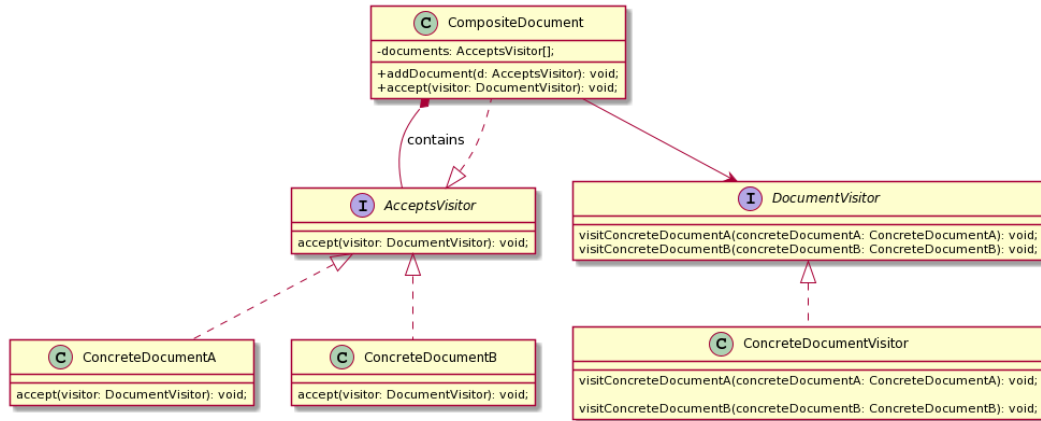 C CompositeDocument
-documents: AcceptsVisitor[];
+addDocument(d: AcceptsVisitor): void;
+accept(visitor: DocumentVisitor): void;
contains
I AcceptsVisitor
accept(visitor: DocumentVisitor): void;
I DocumentVisitor
visitConcreteDocumentA(concreteDocumentA: ConcreteDocumentA): void;
visitConcreteDocumentB(concreteDocumentB: ConcreteDocumentB): void;
C ConcreteDocumentA
accept(visitor: DocumentVisitor): void;
C ConcreteDocumentB
accept(visitor: DocumentVisitor): void;
C ConcreteDocumentVisitor
visitConcreteDocumentA(concreteDocumentA: ConcreteDocumentA): void;
visitConcreteDocumentB(concreteDocumentB: ConcreteDocumentB): void;